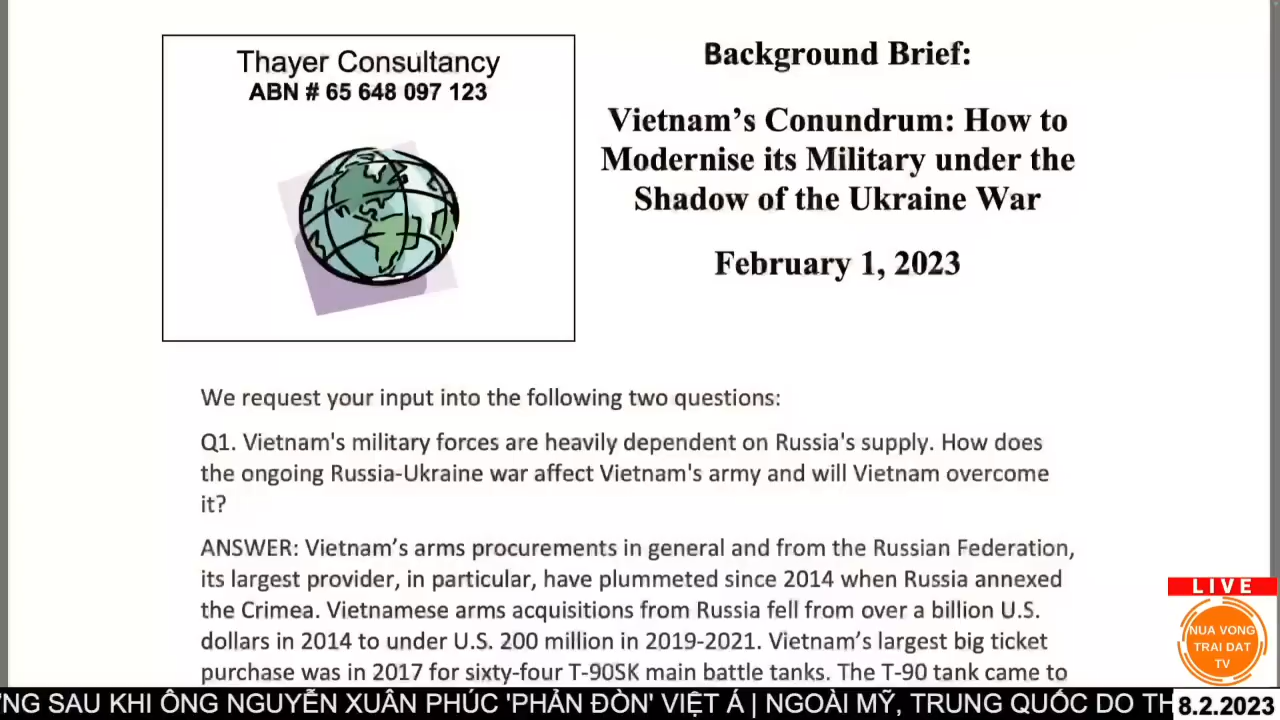 Thayer Consultancy
ABN # 65 648 097 123
Background Brief:
Vietnam’s Conundrum: How to
Modernise its Military under the
Shadow of the Ukraine War
February 1, 2023
We request your input into the following two questions:
Q1. Vietnam's military forces are heavily dependent on Russia's supply. How does
the ongoing Russia-Ukraine war affect Vietnam's army and will Vietnam overcome
it?
ANSWER: Vietnam’s arms procurements in general and from the Russian Federation,
its largest provider, in particular, have plummeted since 2014 when Russia annexed
the Crimea. Vietnamese arms acquisitions from Russia fell from over a billion U.S.
dollars in 2014 to under U.S. 200 million in 2019-2021. Vietnam’s largest big ticket
purchase was in 2017 for sixty-four T-90SK main battle tanks. The T-90 tank came to
LIVE
NUA VONG
TRAI DAT
TV
SAU KHI ÔNG NGUYỄN XUÂN PHÚC 'PHẢN ĐÒN' VIỆT Á | NGOÀI MỸ, TRUNG QUỐC DO
8.2.2023